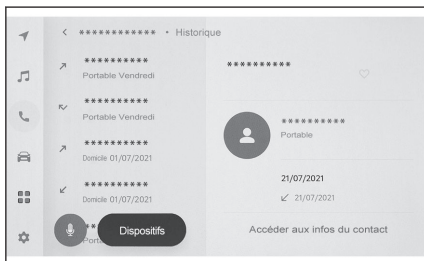 ************ • Historique
**********
Portable Vendredi
**********
Portable Vendredi
**********
Domicile 01/07/2021
**********
Domicile 01/07/2021
**
Dispositifs
**********
**********
Portable
21/07/2021
21/07/2021
Accéder aux infos du contact